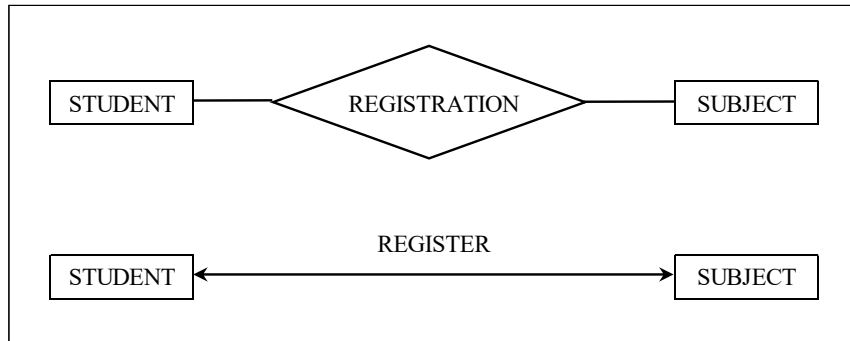 STUDENT REGISTRATION SUBJECT
REGISTER
STUDENT SUBJECT